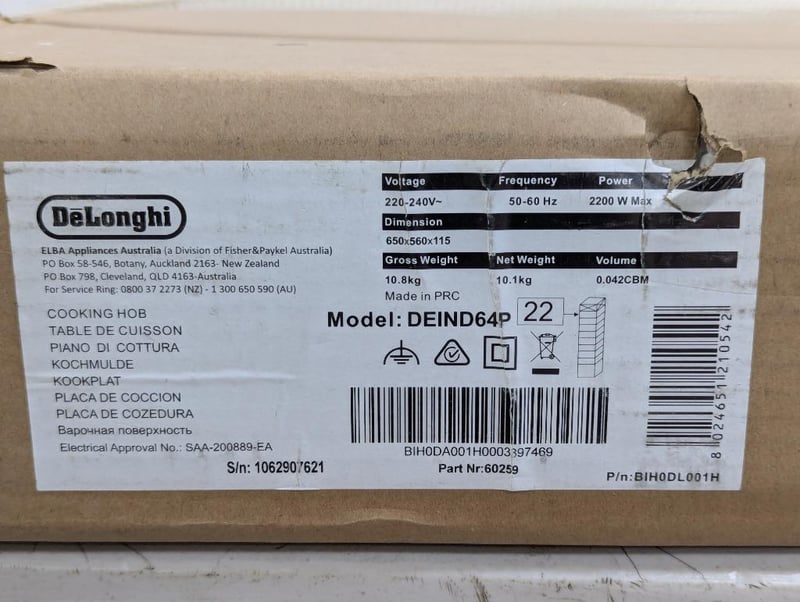 DēLonghi
ELBA Appliances Australia (a Division of Fisher&Paykel Australia)
PO Box 58-546, Botany, Auckland 2163- New Zealand
PO Box 798, Cleveland, QLD 4163-Australia
For Service Ring: 0800 37 2273 (NZ) - 1 300 650 590 (AU)
COOKING HOB
TABLE DE CUISSON
PIANO DI COTTURA
KOCHMULDE
KOOKPLAT
PLACA DE COCCION
PLACA DE COZEDURA
Варочная поверхность
Electrical Approval No.: SAA-200889-EA
S/n: 1062907621
Voltage Frequency Power
220-240V~ 50-60 Hz 2200 W Max
Dimension
650x560x115
Gross Weight Net Weight Volume
10.8kg 10.1kg 0.042CBM
Made in PRC
Model: DEIND64P
22
BIH0DA001H0003397469
Part Nr:60259
8 024651 210542
P/n:BIH0DL001H